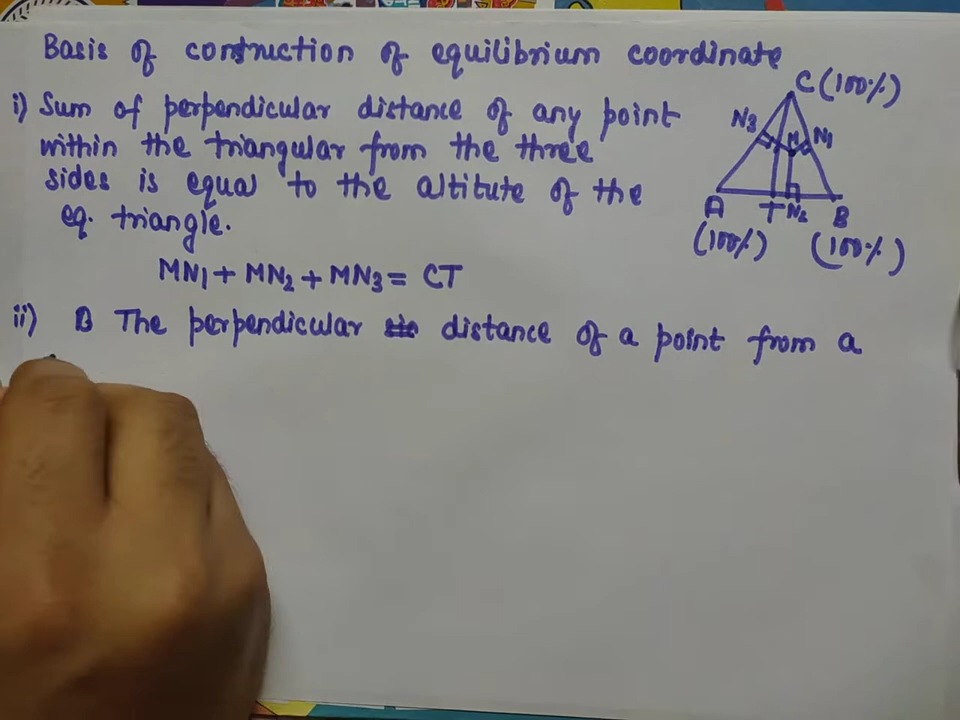 Basis of construction of equilibrium coordinate
i) Sum of perpendicular distance of any point
within the triangular from the three
sides is equal to the altitute of the
eq. triangle.
MN1 + MN2 + MN3 = CT
ii) The perpendicular distance of a point from a
C (100%)
N3 M N1
A T N2 B
(100%) (100%)